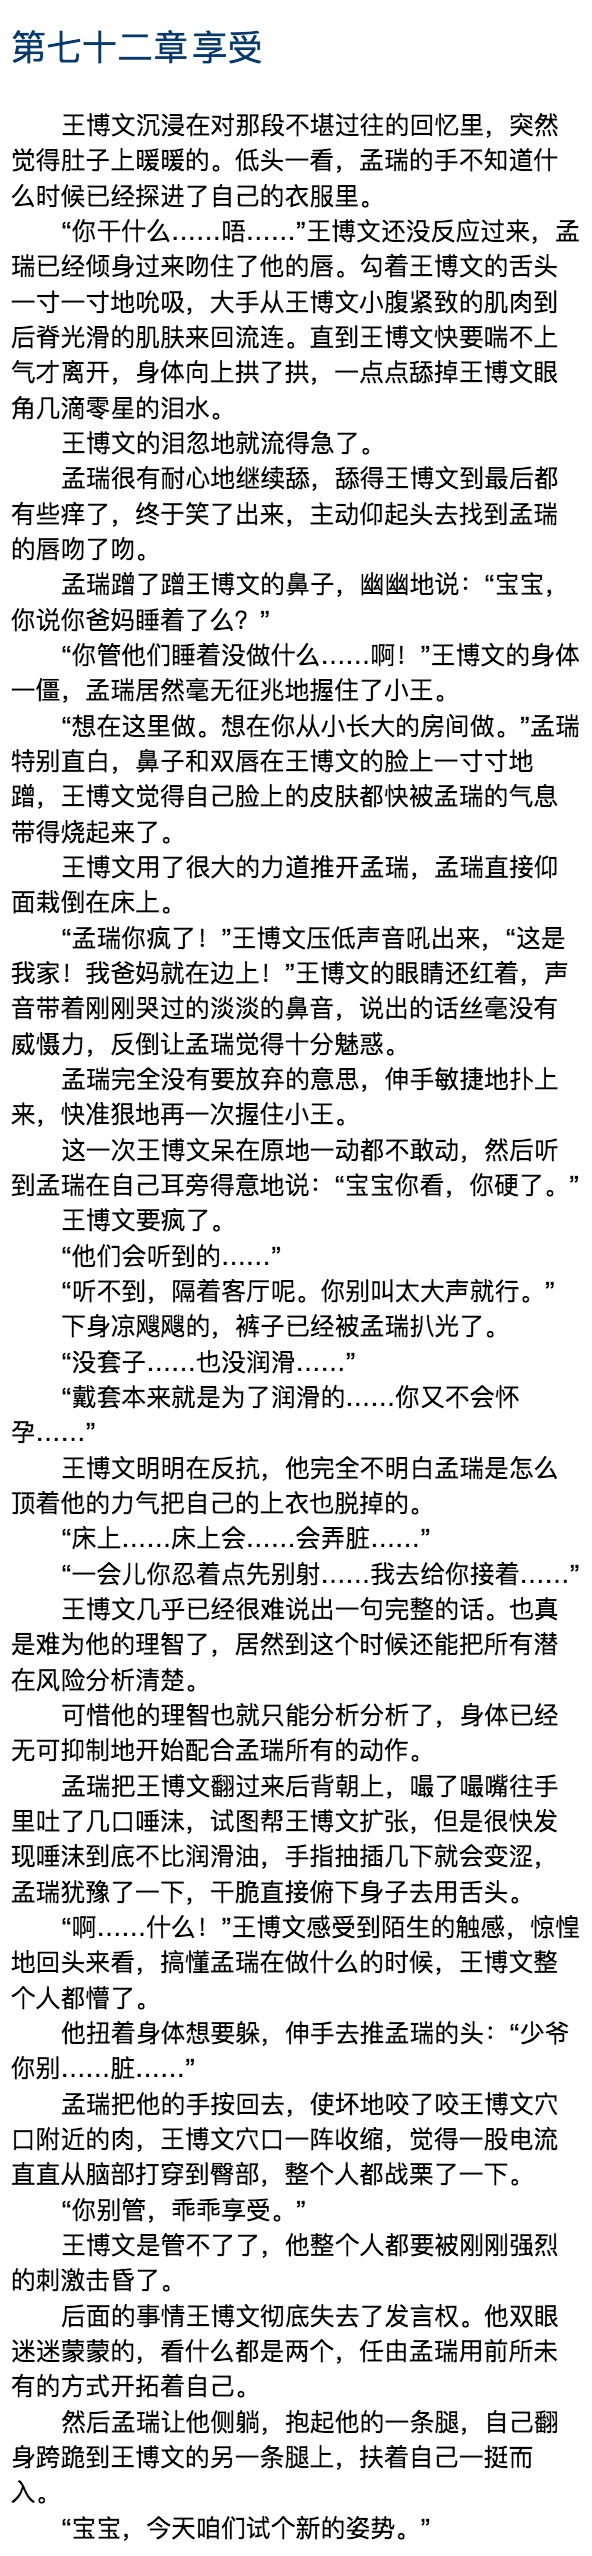 第七十二章 享受
王博文沉浸在对那段不堪过往的回忆里，突然
觉得肚子上暖暖的。低头一看，孟瑞的手不知道什
么时候已经探进了自己的衣服里。
“你干什么……唔……”王博文还没反应过来，孟
瑞已经倾身过来吻住了他的唇。勾着王博文的舌头
一寸一寸地吮吸，大手从王博文小腹紧致的肌肉到
后脊光滑的肌肤来回流连。直到王博文快要喘不上
气才离开，身体向上拱了拱，一点点舔掉王博文眼
角几滴零星的泪水。
王博文的泪忽地就流得急了。
孟瑞很有耐心地继续舔，舔得王博文到最后都
有些痒了，终于笑了出来，主动仰起头去找到孟瑞
的唇吻了吻。
孟瑞蹭了蹭王博文的鼻子，幽幽地说：“宝宝，
你说你爸妈睡着了么？”
“你管他们睡着没做什么……啊！”王博文的身体
一僵，孟瑞居然毫无征兆地握住了小王。
“想在这里做。想在你从小长大的房间做。”孟瑞
特别直白，鼻子和双唇在王博文的脸上一寸寸地
蹭，王博文觉得自己脸上的皮肤都快被孟瑞的气息
带得烧起来了。
王博文用了很大的力道推开孟瑞，孟瑞直接仰
面栽倒在床上。
“孟瑞你疯了！”王博文压低声音吼出来，“这是
我家！我爸妈就在边上！”王博文的眼睛还红着，声
音带着刚刚哭过的淡淡的鼻音，说出的话丝毫没有
威慑力，反倒让孟瑞觉得十分魅惑。
孟瑞完全没有要放弃的意思，伸手敏捷地扑上
来，快准狠地再一次握住小王。
这一次王博文呆在原地一动都不敢动，然后听
到孟瑞在自己耳旁得意地说：“宝宝你看，你硬了。”
王博文要疯了。
“他们会听到的……”
“听不到，隔着客厅呢。你别叫太大声就行。”
下身凉飕飕的，裤子已经被孟瑞扒光了。
“没套子……也没润滑……”
“戴套本来就是为了润滑的……你又不会怀
孕……”
王博文明明在反抗，他完全不明白孟瑞是怎么
顶着他的力气把自己的上衣也脱掉的。
“床上……床上会……会弄脏……”
“一会儿你忍着点先别射……我去给你接着……”
王博文几乎已经很难说出一句完整的话。也真
是难为他的理智了，居然到这个时候还能把所有潜
在风险分析清楚。
可惜他的理智也就只能分析分析了，身体已经
无可抑制地开始配合孟瑞所有的动作。
孟瑞把王博文翻过来后背朝上，嘬了嘬嘴往手
里吐了几口唾沫，试图帮王博文扩张，但是很快发
现唾沫到底不比润滑油，手指抽插几下就会变涩，
孟瑞犹豫了一下，干脆直接俯下身子去用舌头。
“啊……什么！”王博文感受到陌生的触感，惊惶
地回头来看，搞懂孟瑞在做什么的时候，王博文整
个人都懵了。
他扭着身体想要躲，伸手去推孟瑞的头：“少爷
你别……脏……”
孟瑞把他的手按回去，使坏地咬了咬王博文穴
口附近的肉，王博文穴口一阵收缩，觉得一股电流
直直从脑部打穿到臀部，整个人都战栗了一下。
“你别管，乖乖享受。”
王博文是管不了了，他整个人都要被刚刚强烈
的刺激击昏了。
后面的事情王博文彻底失去了发言权。他双眼
迷迷蒙蒙的，看什么都是两个，任由孟瑞用前所未
有的方式开拓着自己。
然后孟瑞让他侧躺，抱起他的一条腿，自己翻
身跨跪到王博文的另一条腿上，扶着自己一挺而
入。
“宝宝，今天咱们试个新的姿势。”